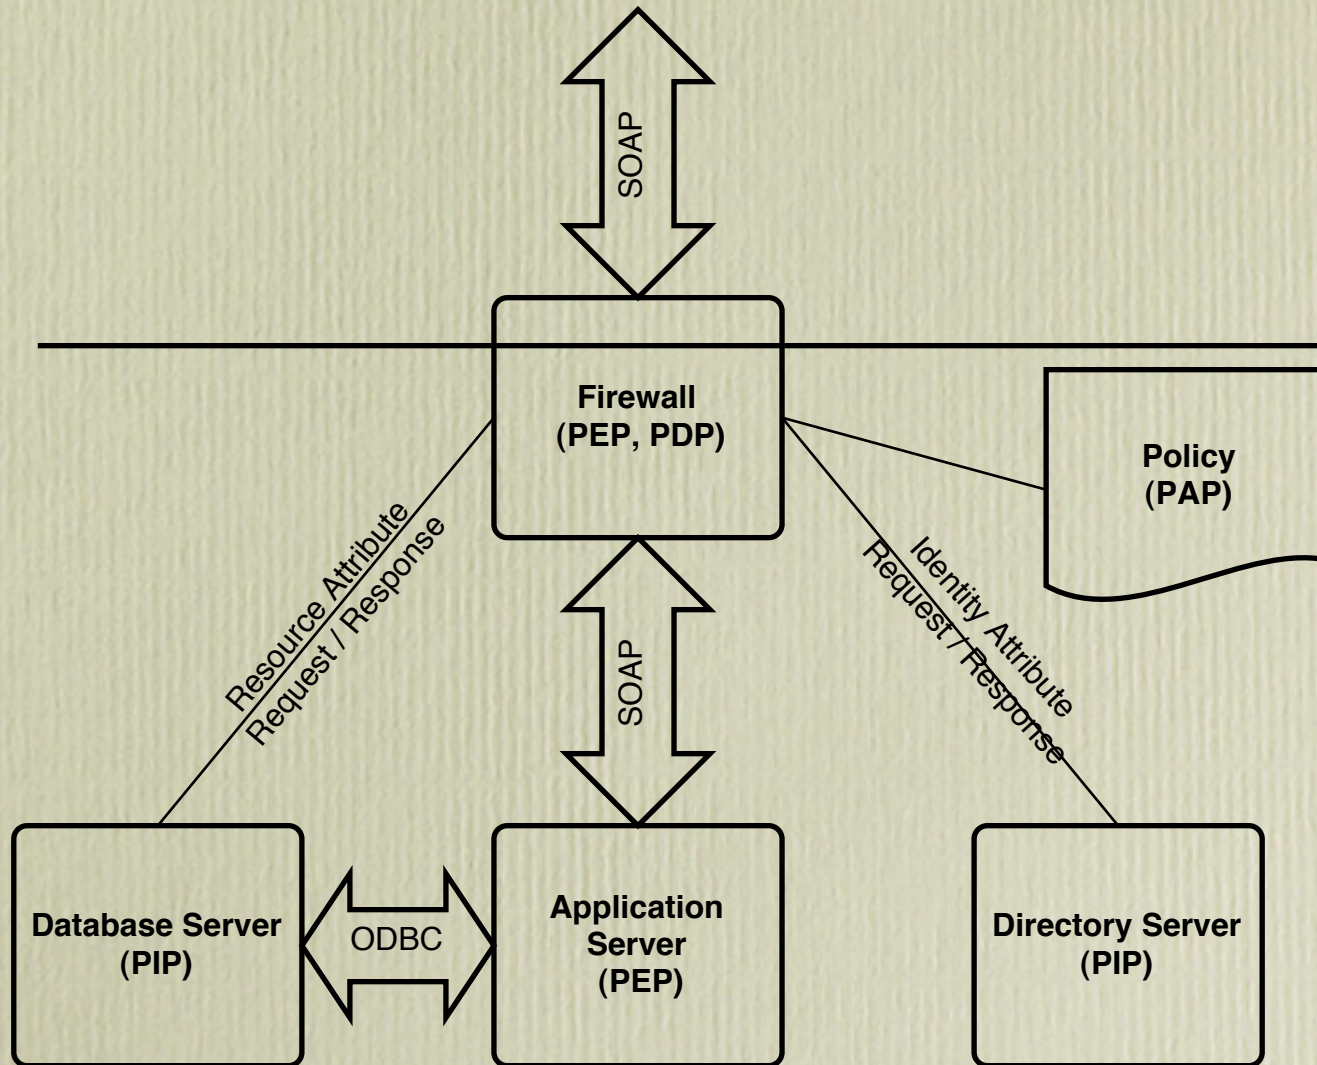 SOAP
Firewall
(PEP, PDP)
Policy
(PAP)
Resource Attribute
Request / Response
Identity Attribute
Request / Response
SOAP
Database Server
(PIP)
ODBC
Application
Server
(PEP)
Directory Server
(PIP)